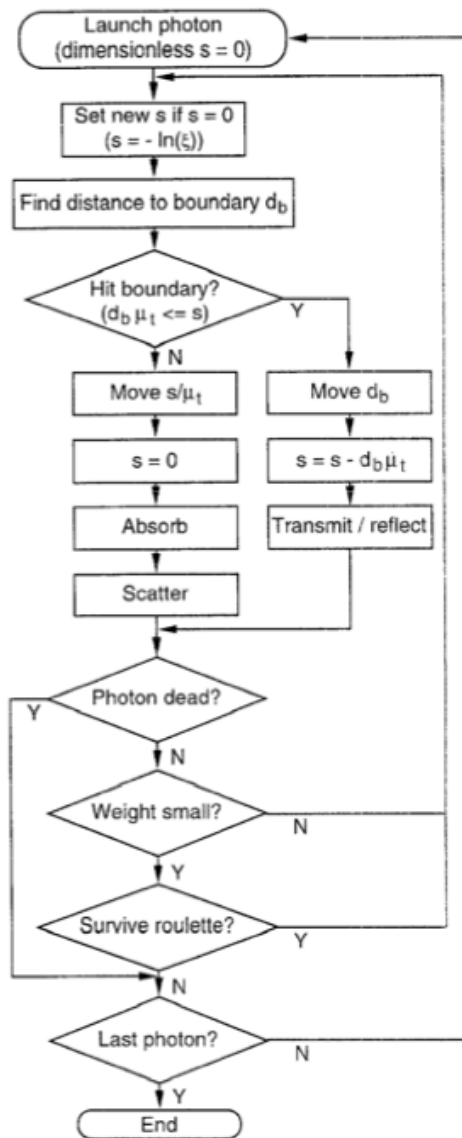 Launch photon
(dimensionless s = 0)
Set new s if s = 0
(s = - ln(ξ))
Find distance to boundary d_b
Hit boundary?
(d_b μ_t <= s)
Y
N
Move s/μ_t
Move d_b
s = 0
s = s - d_b μ_t
Absorb
Transmit / reflect
Scatter
Photon dead?
Y
N
Weight small?
N
Y
Survive roulette?
Y
N
Last photon?
N
Y
End